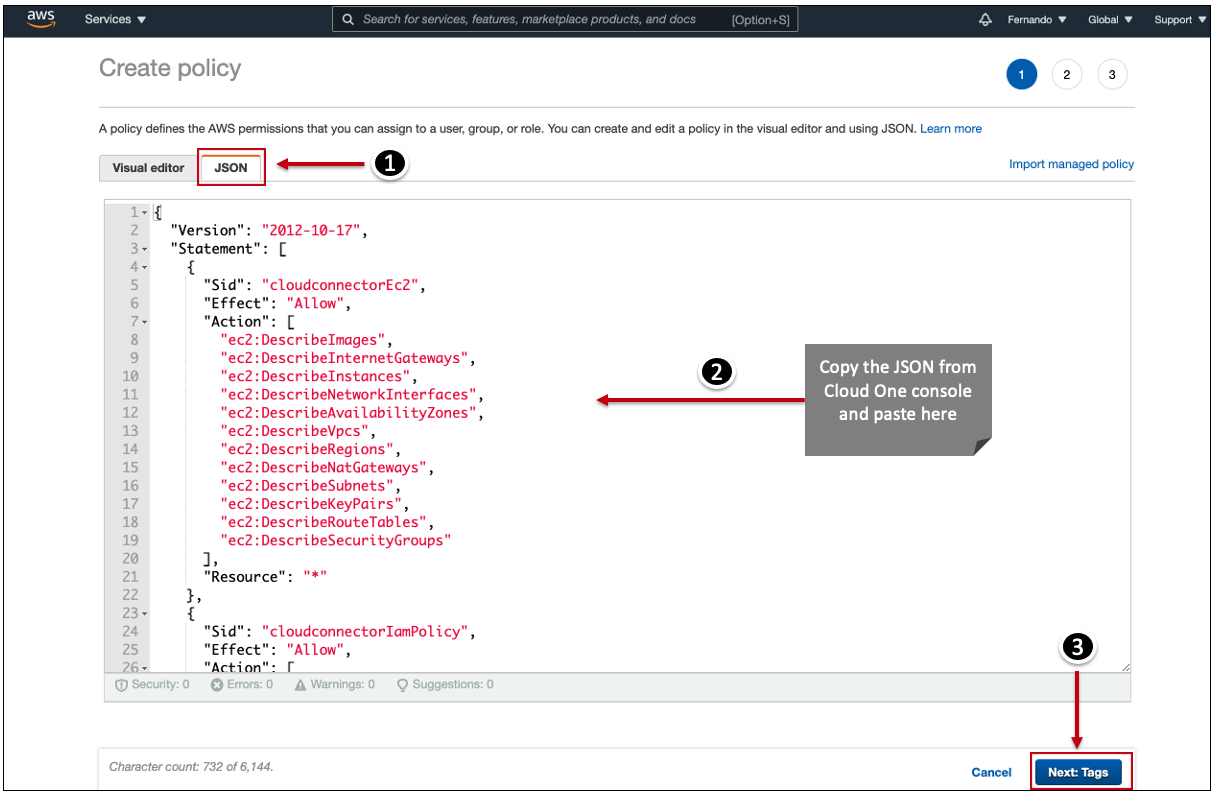 aws
Services
Search for services, features, marketplace products, and docs
[Option+S]
Fernando
Global
Support
Create policy
1
2
3
A policy defines the AWS permissions that you can assign to a user, group, or role. You can create and edit a policy in the visual editor and using JSON. Learn more
Visual editor
JSON
1
Import managed policy
1 {
2 "Version": "2012-10-17",
3 "Statement": [
4 {
5 "Sid": "cloudconnectorEc2",
6 "Effect": "Allow",
7 "Action": [
8 "ec2:DescribeImages",
9 "ec2:DescribeInternetGateways",
10 "ec2:DescribeInstances",
11 "ec2:DescribeNetworkInterfaces",
12 "ec2:DescribeAvailabilityZones",
13 "ec2:DescribeVpcs",
14 "ec2:DescribeRegions",
15 "ec2:DescribeNatGateways",
16 "ec2:DescribeSubnets",
17 "ec2:DescribeKeyPairs",
18 "ec2:DescribeRouteTables",
19 "ec2:DescribeSecurityGroups"
20 ],
21 "Resource": "*"
22 },
23 {
24 "Sid": "cloudconnectorIamPolicy",
25 "Effect": "Allow",
26 "Action": [
2
Copy the JSON from
Cloud One console
and paste here
Security: 0
Errors: 0
Warnings: 0
Suggestions: 0
3
Character count: 732 of 6,144.
Cancel
Next: Tags